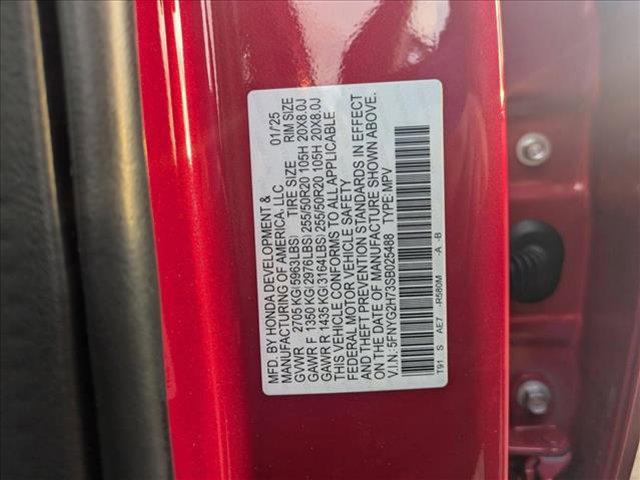 MFD. BY HONDA DEVELOPMENT &
MANUFACTURING OF AMERICA, LLC 01/25
GVWR 2705 KG(5963LBS) TIRE SIZE RIM SIZE
GAWR F 1350 KG(2976LBS) 255/50R20 105H 20X8.0J
GAWR R 1435 KG(3164LBS) 255/50R20 105H 20X8.0J
THIS VEHICLE CONFORMS TO ALL APPLICABLE
FEDERAL MOTOR VEHICLE SAFETY
AND THEFT PREVENTION STANDARDS IN EFFECT
ON THE DATE OF MANUFACTURE SHOWN ABOVE.
V.I.N: 5FNYG2H73SB025488 TYPE: MPV
T91 S AE7 -R580M -A -B